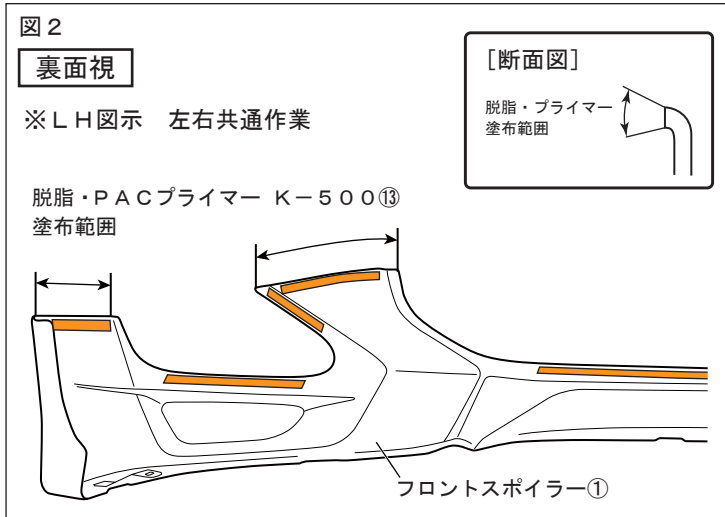 図2
裏面視
※LH図示 左右共通作業
[断面図]
脱脂・プライマー
塗布範囲
脱脂・PACプライマー K－500⑬
塗布範囲
フロントスポイラー①